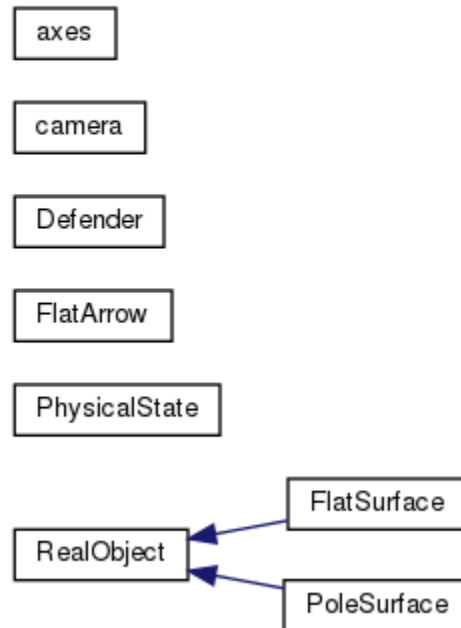 axes
camera
Defender
FlatArrow
PhysicalState
FlatSurface
RealObject
PoleSurface